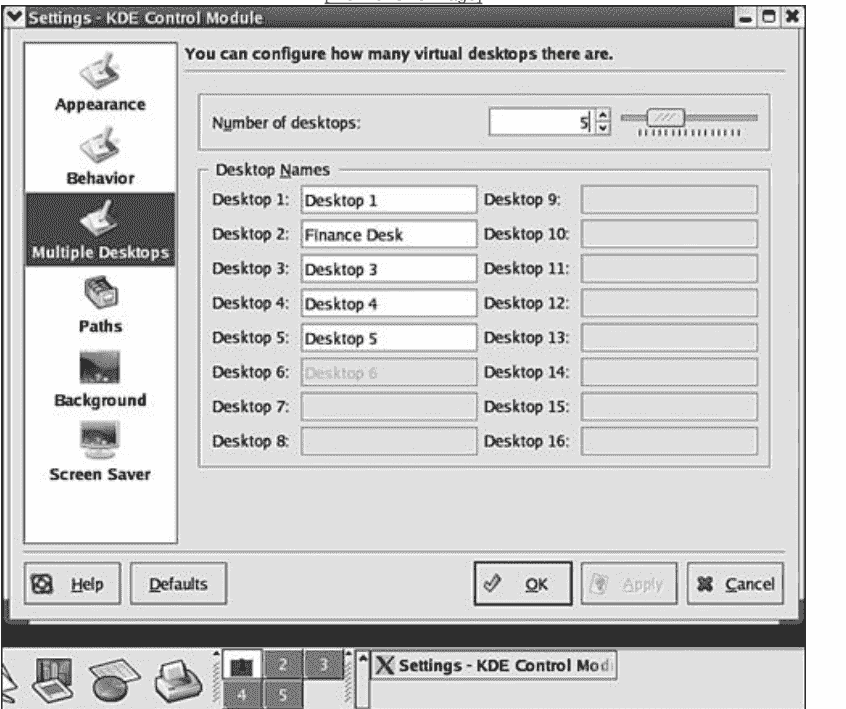 Settings - KDE Control Module
You can configure how many virtual desktops there are.
Appearance
Behavior
Multiple Desktops
Paths
Background
Screen Saver
Number of desktops: 5
Desktop Names
Desktop 1: Desktop 1 Desktop 9:
Desktop 2: Finance Desk Desktop 10:
Desktop 3: Desktop 3 Desktop 11:
Desktop 4: Desktop 4 Desktop 12:
Desktop 5: Desktop 5 Desktop 13:
Desktop 6: Desktop 6 Desktop 14:
Desktop 7: Desktop 15:
Desktop 8: Desktop 16:
Help Defaults OK Apply Cancel
2 3 Settings - KDE Control Mod
4 5